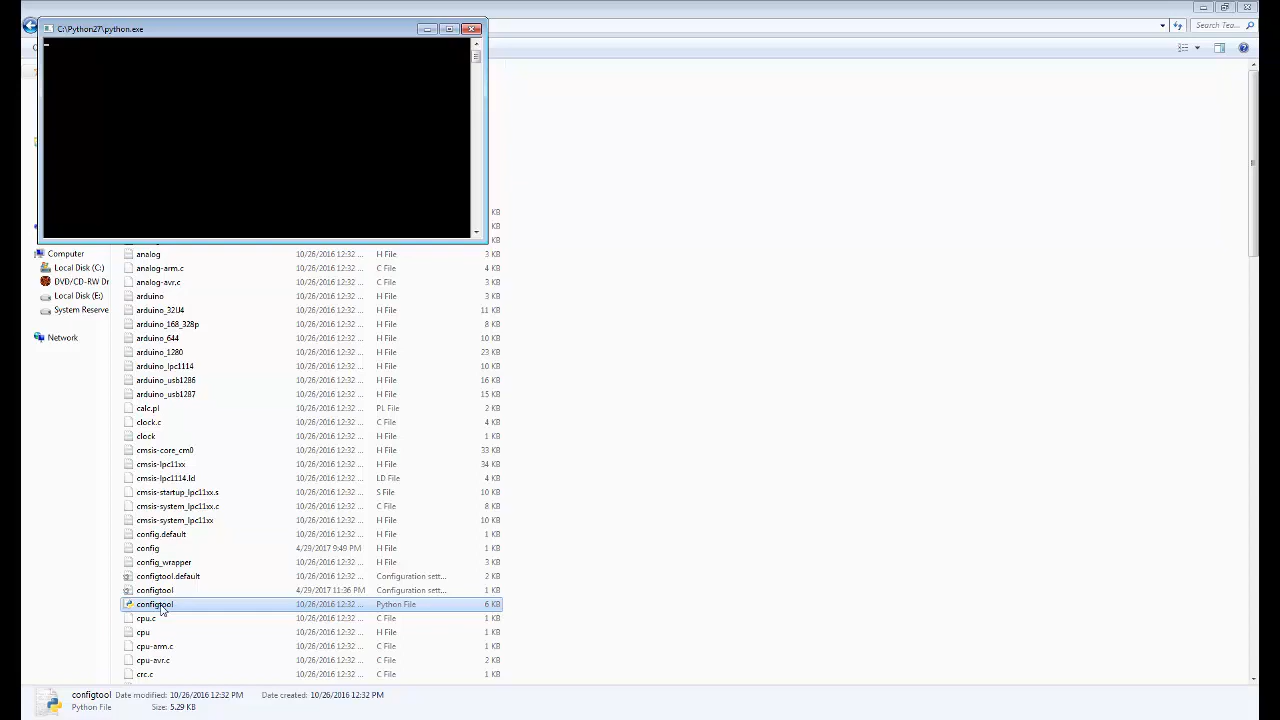 C:\Python27\python.exe
Search Tea...
KB
KB
KB
Computer
Local Disk (C:)
DVD/CD-RW Dr
Local Disk (E:)
System Reserve
Network
analog 10/26/2016 12:32 ... H File 3 KB
analog-arm.c 10/26/2016 12:32 ... C File 4 KB
analog-avr.c 10/26/2016 12:32 ... C File 3 KB
arduino 10/26/2016 12:32 ... H File 3 KB
arduino_32U4 10/26/2016 12:32 ... H File 11 KB
arduino_168_328p 10/26/2016 12:32 ... H File 8 KB
arduino_644 10/26/2016 12:32 ... H File 10 KB
arduino_1280 10/26/2016 12:32 ... H File 23 KB
arduino_lpc1114 10/26/2016 12:32 ... H File 10 KB
arduino_usb1286 10/26/2016 12:32 ... H File 16 KB
arduino_usb1287 10/26/2016 12:32 ... H File 15 KB
calc.pl 10/26/2016 12:32 ... PL File 2 KB
clock.c 10/26/2016 12:32 ... C File 4 KB
clock 10/26/2016 12:32 ... H File 1 KB
cmsis-core_cm0 10/26/2016 12:32 ... H File 33 KB
cmsis-lpc11xx 10/26/2016 12:32 ... H File 34 KB
cmsis-lpc1114.ld 10/26/2016 12:32 ... LD File 4 KB
cmsis-startup_lpc11xx.s 10/26/2016 12:32 ... S File 10 KB
cmsis-system_lpc11xx.c 10/26/2016 12:32 ... C File 8 KB
cmsis-system_lpc11xx 10/26/2016 12:32 ... H File 10 KB
config.default 10/26/2016 12:32 ... H File 1 KB
config 4/29/2017 9:49 PM H File 1 KB
config_wrapper 10/26/2016 12:32 ... H File 3 KB
configtool.default 10/26/2016 12:32 ... Configuration sett... 2 KB
configtool 4/29/2017 11:36 PM Configuration sett... 1 KB
configtool 10/26/2016 12:32 ... Python File 6 KB
cpu.c 10/26/2016 12:32 ... C File 1 KB
cpu 10/26/2016 12:32 ... H File 1 KB
cpu-arm.c 10/26/2016 12:32 ... C File 1 KB
cpu-avr.c 10/26/2016 12:32 ... C File 2 KB
crc.c 10/26/2016 12:32 ... C File 1 KB
configtool Date modified: 10/26/2016 12:32 PM Date created: 10/26/2016 12:32 PM
Python File Size: 5.29 KB